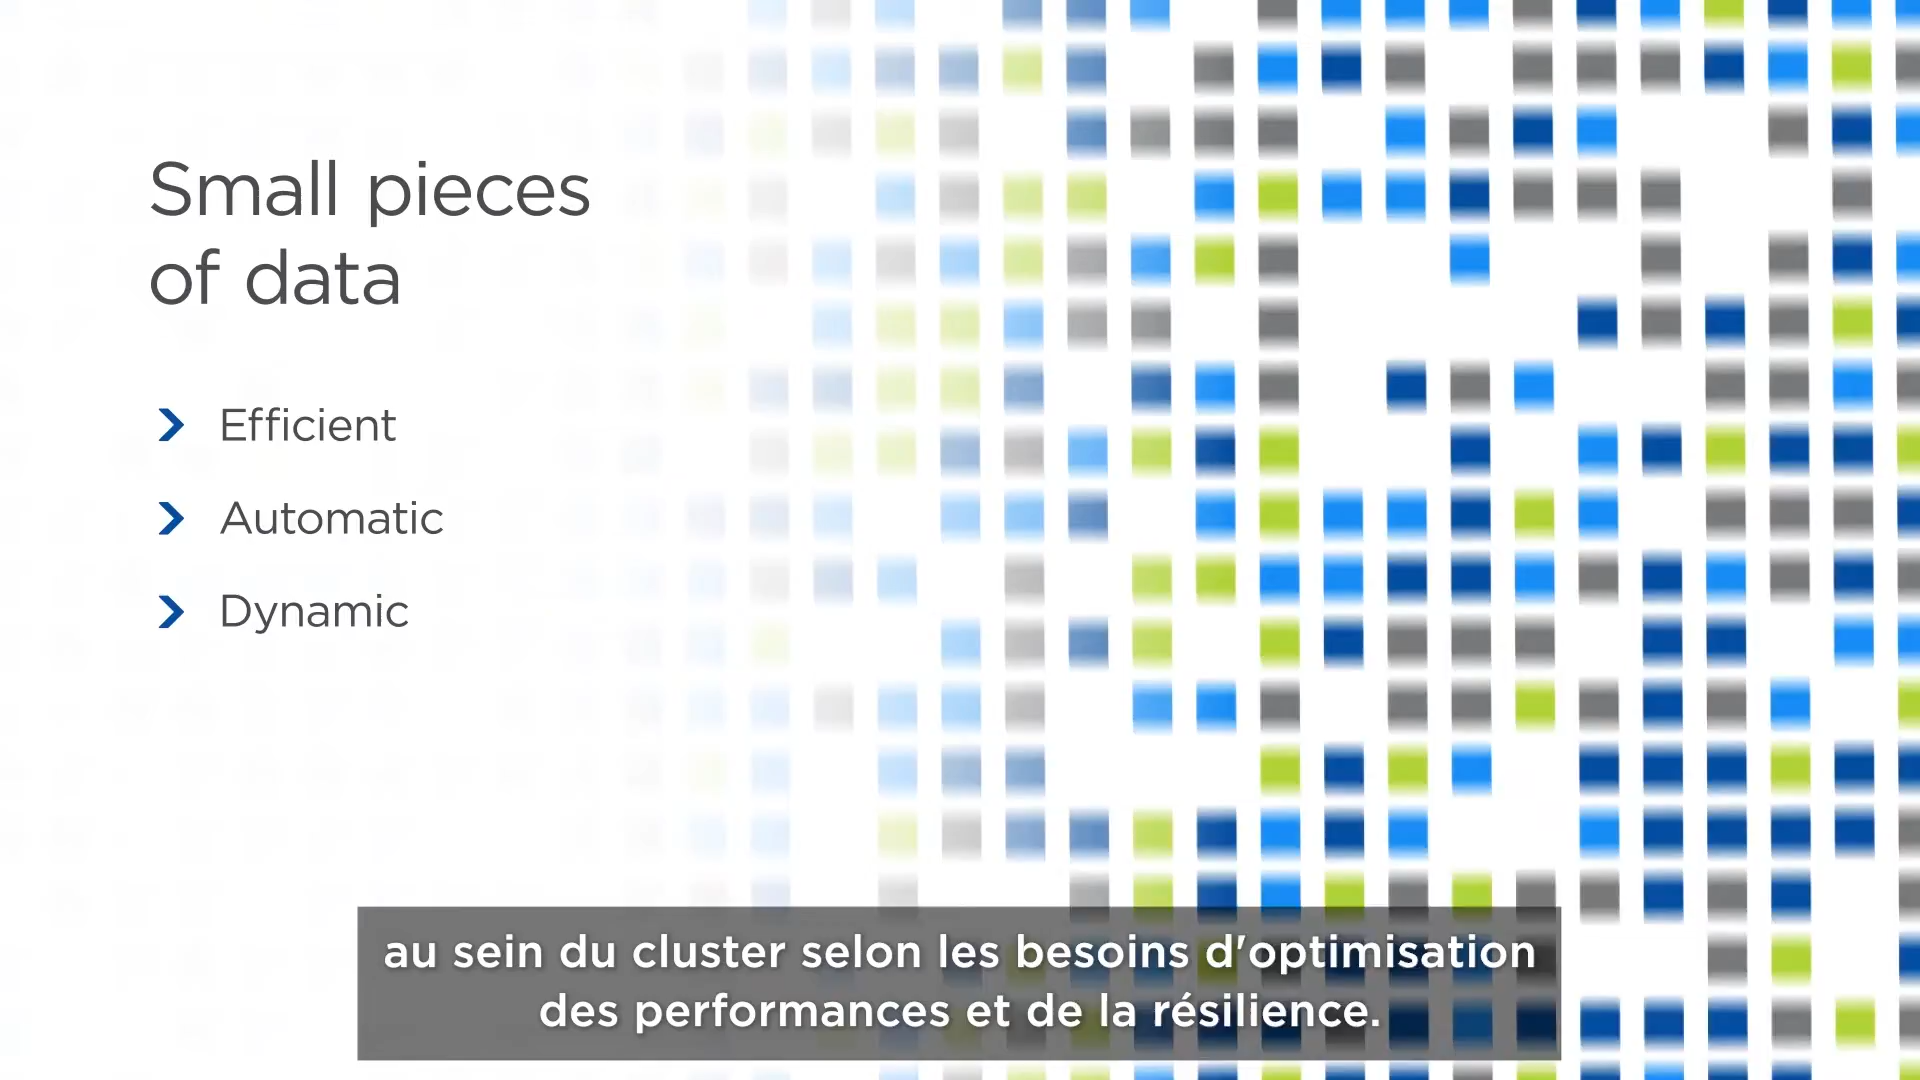 Small pieces
of data
Efficient
Automatic
Dynamic
au sein du cluster selon les besoins d'optimisation
des performances et de la résilience.